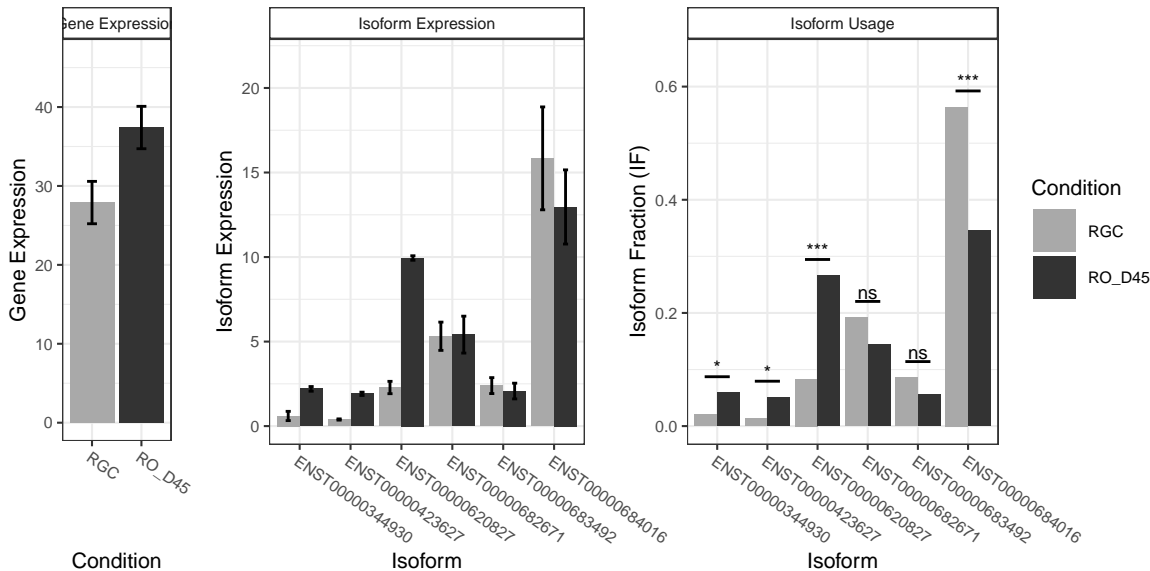 Gene Expression
Gene Expression
40
30
20
10
0
RGC
RO_D45
Condition
Isoform Expression
Isoform Expression
20
15
10
5
0
ENST00000344930
ENST00000423627
ENST00000620827
ENST00000682671
ENST00000683492
ENST00000684016
Isoform
Isoform Usage
Isoform Fraction (IF)
0.6
0.4
0.2
0.0
*
*
***
ns
ns
***
ENST00000344930
ENST00000423627
ENST00000620827
ENST00000682671
ENST00000683492
ENST00000684016
Isoform
Condition
RGC
RO_D45